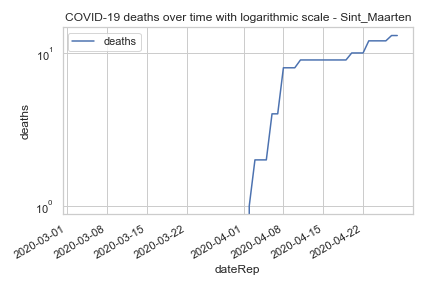 COVID-19 deaths over time with logarithmic scale - Sint_Maarten
deaths
10¹
10⁰
deaths
2020-03-01
2020-03-08
2020-03-15
2020-03-22
2020-04-01
2020-04-08
2020-04-15
2020-04-22
dateRep